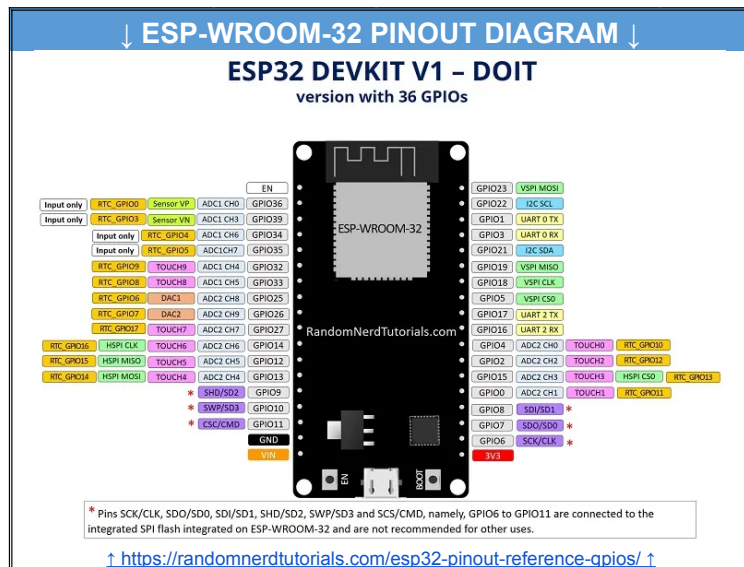 ↓ ESP-WROOM-32 PINOUT DIAGRAM ↓
ESP32 DEVKIT V1 – DOIT
version with 36 GPIOs
EN
Input only RTC_GPIO0 Sensor VP ADC1 CH0 GPIO36
Input only RTC_GPIO3 Sensor VN ADC1 CH3 GPIO39
Input only RTC_GPIO4 ADC1 CH6 GPIO34
Input only RTC_GPIO5 ADC1CH7 GPIO35
RTC_GPIO9 TOUCH9 ADC1 CH4 GPIO32
RTC_GPIO8 TOUCH8 ADC1 CH5 GPIO33
RTC_GPIO6 DAC1 ADC2 CH8 GPIO25
RTC_GPIO7 DAC2 ADC2 CH9 GPIO26
RTC_GPIO17 TOUCH7 ADC2 CH7 GPIO27
RTC_GPIO16 HSPI CLK TOUCH6 ADC2 CH6 GPIO14
RTC_GPIO15 HSPI MISO TOUCH5 ADC2 CH5 GPIO12
RTC_GPIO14 HSPI MOSI TOUCH4 ADC2 CH4 GPIO13
* SHD/SD2 GPIO9
* SWP/SD3 GPIO10
* CSC/CMD GPIO11
GND
VIN
ESP-WROOM-32
RandomNerdTutorials.com
EN
BOOT
GPIO23 VSPI MOSI
GPIO22 I2C SCL
GPIO1 UART 0 TX
GPIO3 UART 0 RX
GPIO21 I2C SDA
GPIO19 VSPI MISO
GPIO18 VSPI CLK
GPIO5 VSPI CS0
GPIO17 UART 2 TX
GPIO16 UART 2 RX
GPIO4 ADC2 CH0 TOUCH0 RTC_GPIO10
GPIO2 ADC2 CH2 TOUCH2 RTC_GPIO12
GPIO15 ADC2 CH3 TOUCH3 HSPI CS0 RTC_GPIO13
GPIO0 ADC2 CH1 TOUCH1 RTC_GPIO11
GPIO8 SDI/SD1 *
GPIO7 SDO/SD0 *
GPIO6 SCK/CLK *
3V3
* Pins SCK/CLK, SDO/SD0, SDI/SD1, SHD/SD2, SWP/SD3 and SCS/CMD, namely, GPIO6 to GPIO11 are connected to the
integrated SPI flash integrated on ESP-WROOM-32 and are not recommended for other uses.
↑ https://randomnerdtutorials.com/esp32-pinout-reference-gpios/ ↑